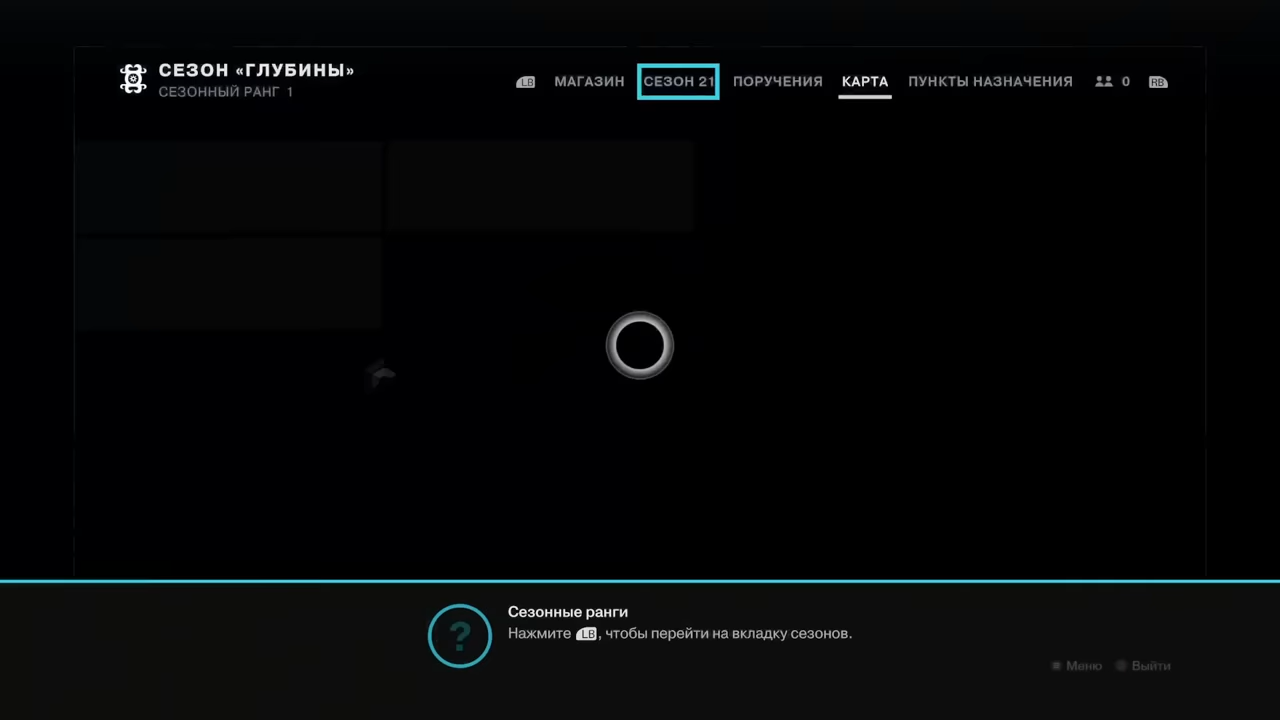 СЕЗОН «ГЛУБИНЫ»
СЕЗОННЫЙ РАНГ 1
LB МАГАЗИН СЕЗОН 21 ПОРУЧЕНИЯ КАРТА ПУНКТЫ НАЗНАЧЕНИЯ 0 RB
Сезонные ранги
Нажмите LB, чтобы перейти на вкладку сезонов.
Меню Выйти